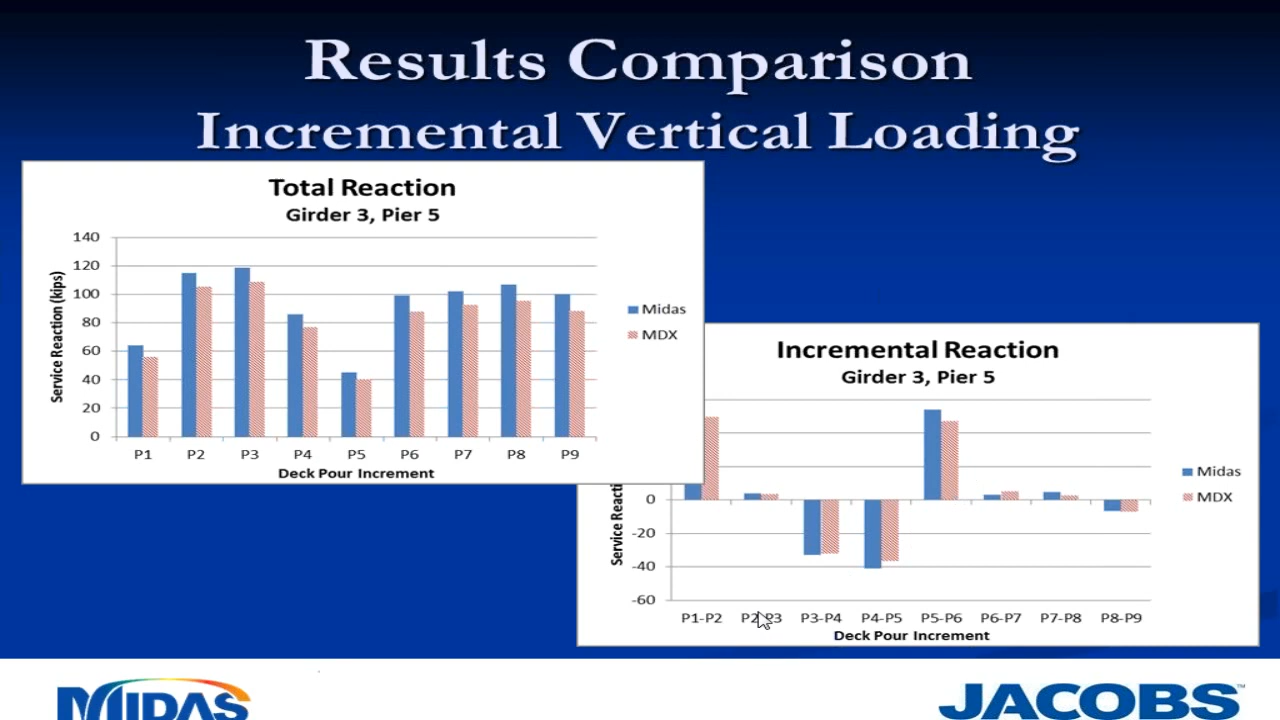 Results Comparison
Incremental Vertical Loading
Total Reaction
Girder 3, Pier 5
140
120
100
80
60
40
20
0
Service Reaction (kips)
P1 P2 P3 P4 P5 P6 P7 P8 P9
Deck Pour Increment
Midas
MDX
Incremental Reaction
Girder 3, Pier 5
0
-20
-40
-60
Service Reacti
P1-P2 P2-P3 P3-P4 P4-P5 P5-P6 P6-P7 P7-P8 P8-P9
Deck Pour Increment
Midas
MDX
MIDAS
JACOBS™